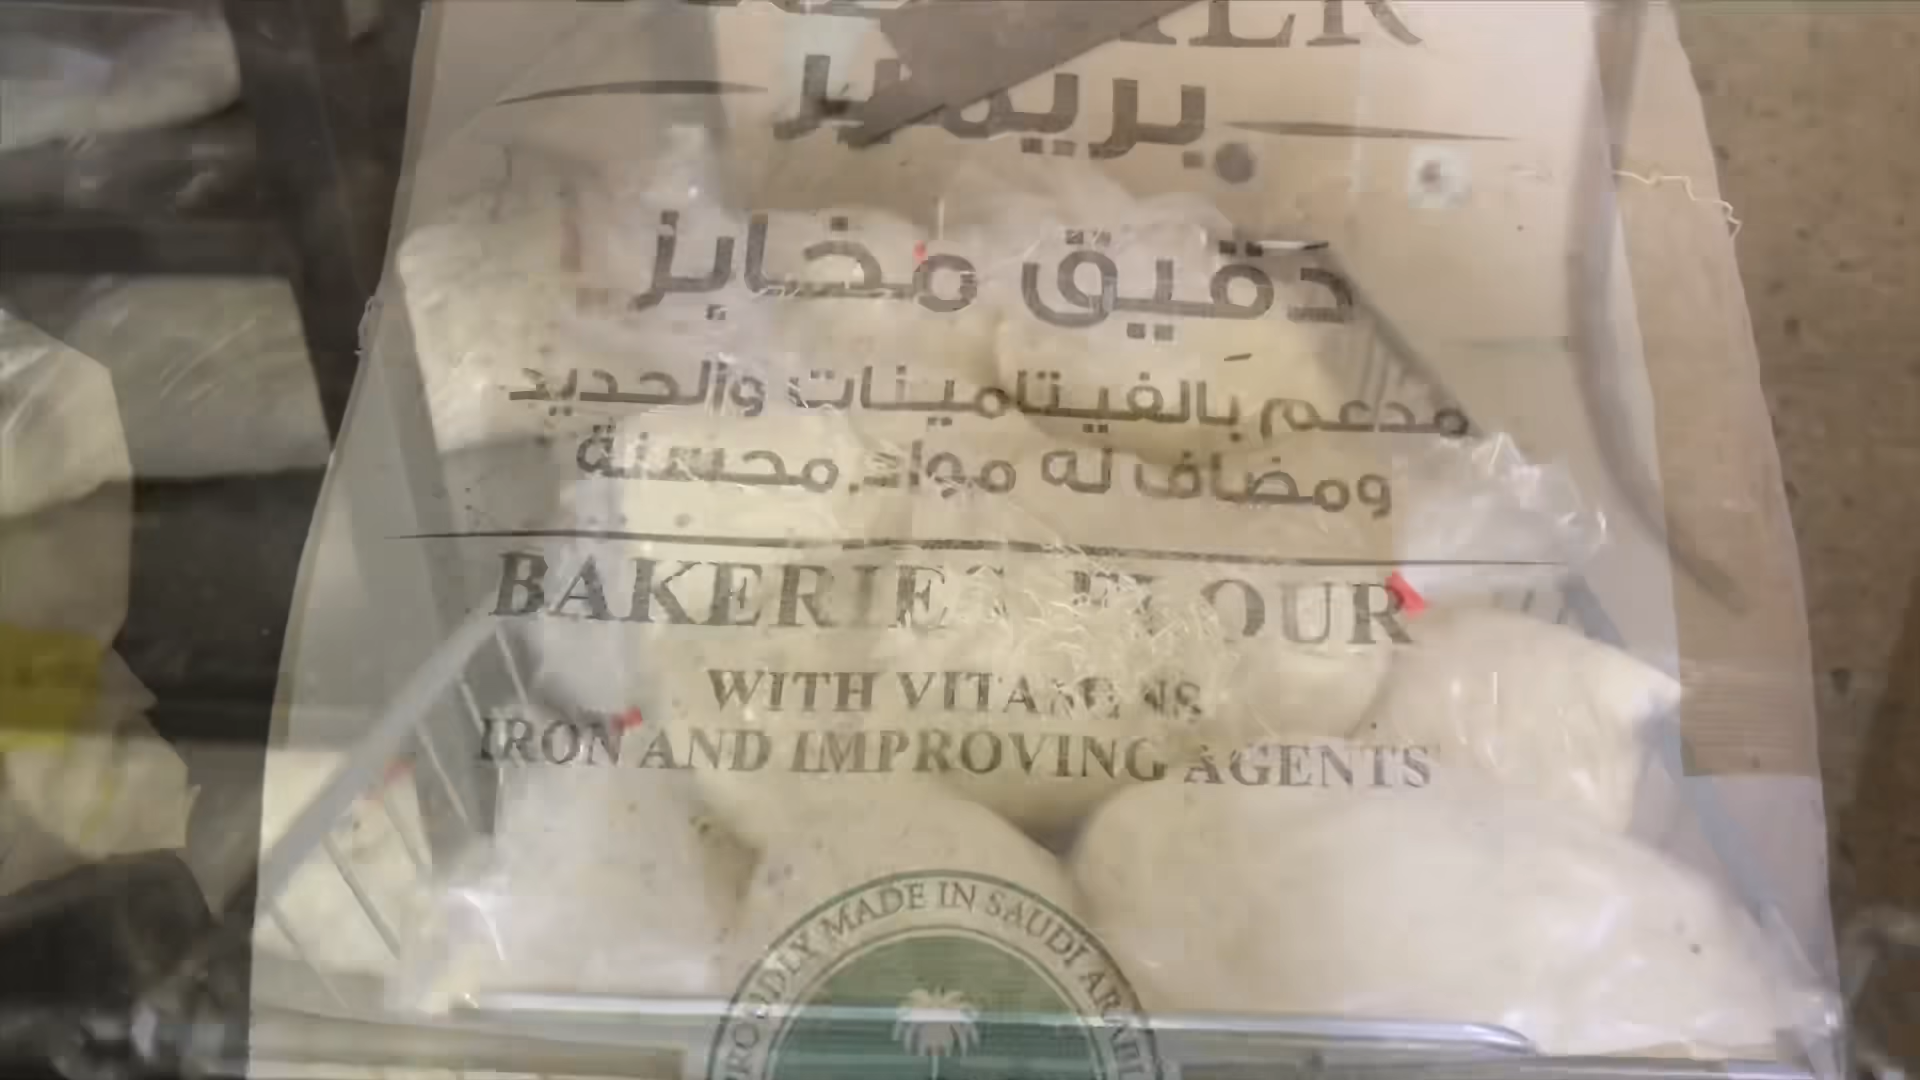 دقيق مخابز
مدعم بالفيتامينات والحديد
ومضاف له مواد محسنة
BAKERIES FLOUR
WITH VITAMINS
IRON AND IMPROVING AGENTS
PROUDLY MADE IN SAUDI